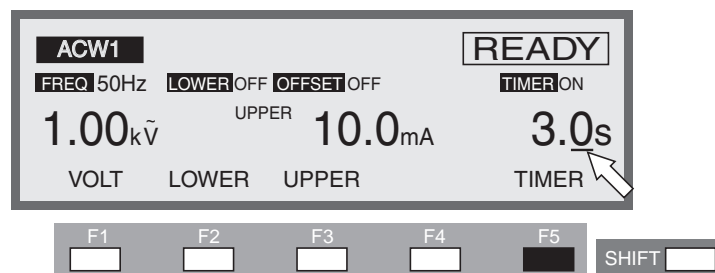 ACW1 READY
FREQ 50Hz LOWER OFF OFFSET OFF TIMER ON
UPPER
1.00kṼ 10.0mA 3.0s
VOLT LOWER UPPER TIMER
F1 F2 F3 F4 F5
SHIFT